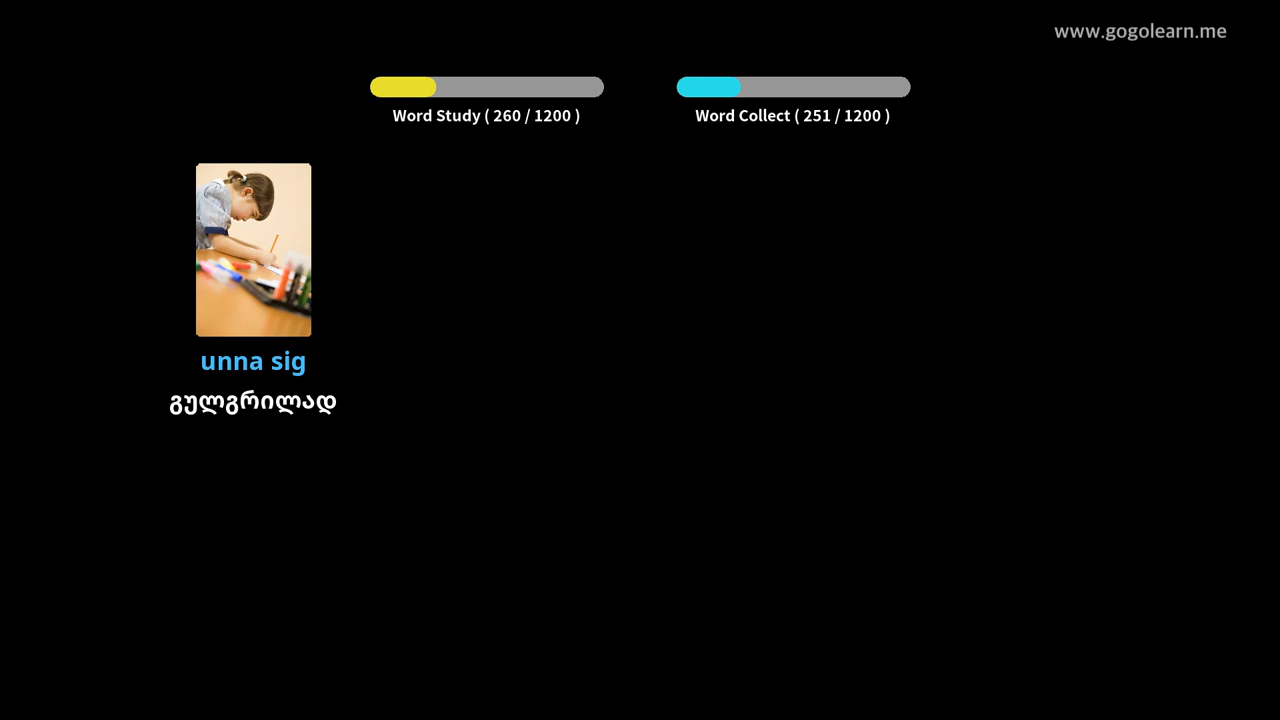 www.gogolearn.me
Word Study ( 260 / 1200 )
Word Collect ( 251 / 1200 )
unna sig
გულგრილად